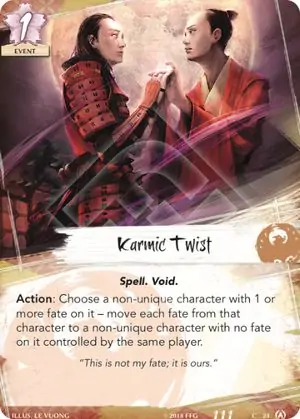 1
EVENT
Karmic Twist
Spell. Void.
Action: Choose a non-unique character with 1 or
more fate on it – move each fate from that
character to a non-unique character with no fate
on it controlled by the same player.
“This is not my fate; it is ours.”
ILLUS. LE VUONG
©2018 FFG
111
C
28